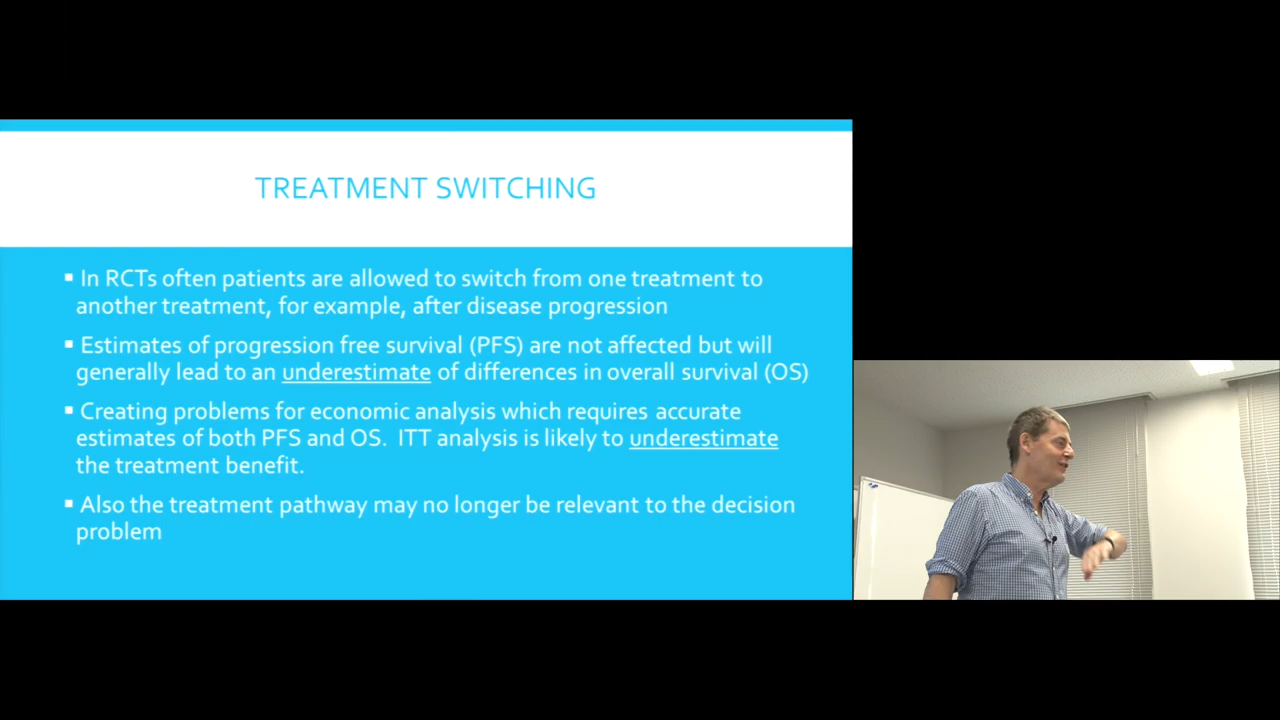 TREATMENT SWITCHING
▪ In RCTs often patients are allowed to switch from one treatment to
another treatment, for example, after disease progression
▪ Estimates of progression free survival (PFS) are not affected but will
generally lead to an underestimate of differences in overall survival (OS)
▪ Creating problems for economic analysis which requires accurate
estimates of both PFS and OS. ITT analysis is likely to underestimate
the treatment benefit.
▪ Also the treatment pathway may no longer be relevant to the decision
problem